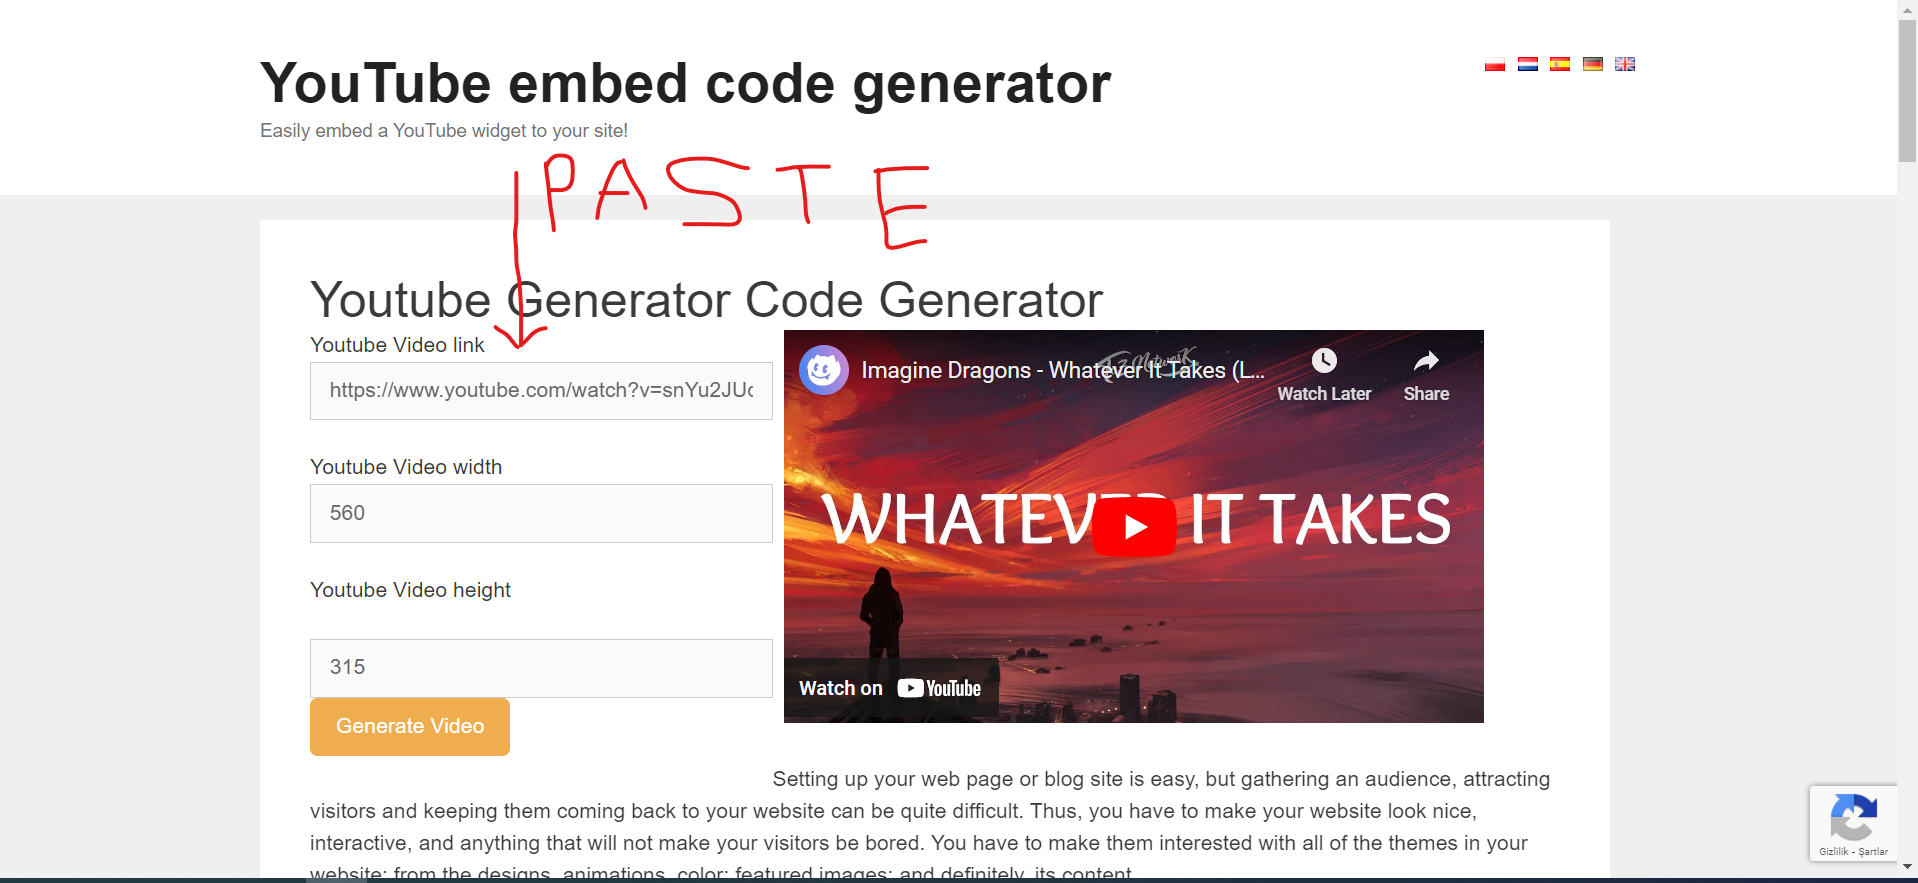 YouTube embed code generator
Easily embed a YouTube widget to your site!
PASTE
Youtube Generator Code Generator
Youtube Video link
https://www.youtube.com/watch?v=snYu2JUc
Youtube Video width
560
Youtube Video height
315
Generate Video
Imagine Dragons - Whatever It Takes (L...
Watch Later
Share
WHATEVER IT TAKES
Watch on YouTube
Setting up your web page or blog site is easy, but gathering an audience, attracting
visitors and keeping them coming back to your website can be quite difficult. Thus, you have to make your website look nice,
interactive, and anything that will not make your visitors be bored. You have to make them interested with all of the themes in your
website: from the designs, animations, color; featured images; and definitely, its content.
Gizlilik - Şartlar